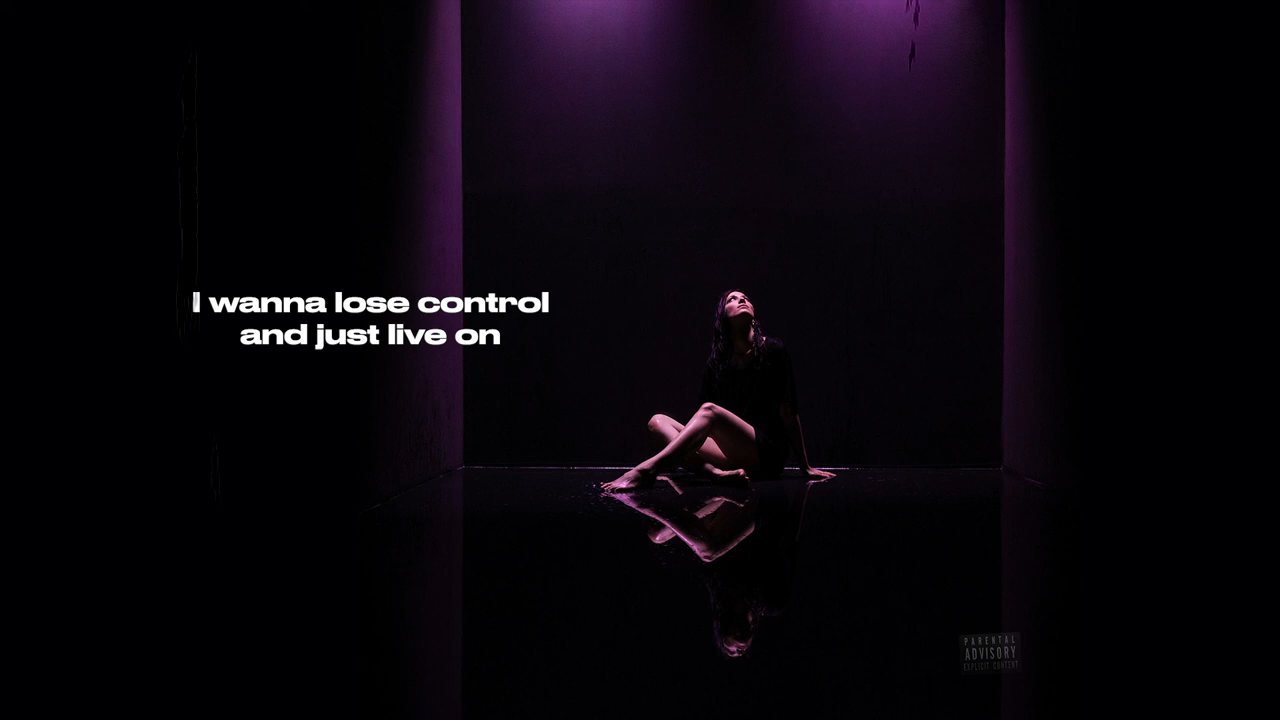 I wanna lose control
and just live on
PARENTAL
ADVISORY
EXPLICIT CONTENT